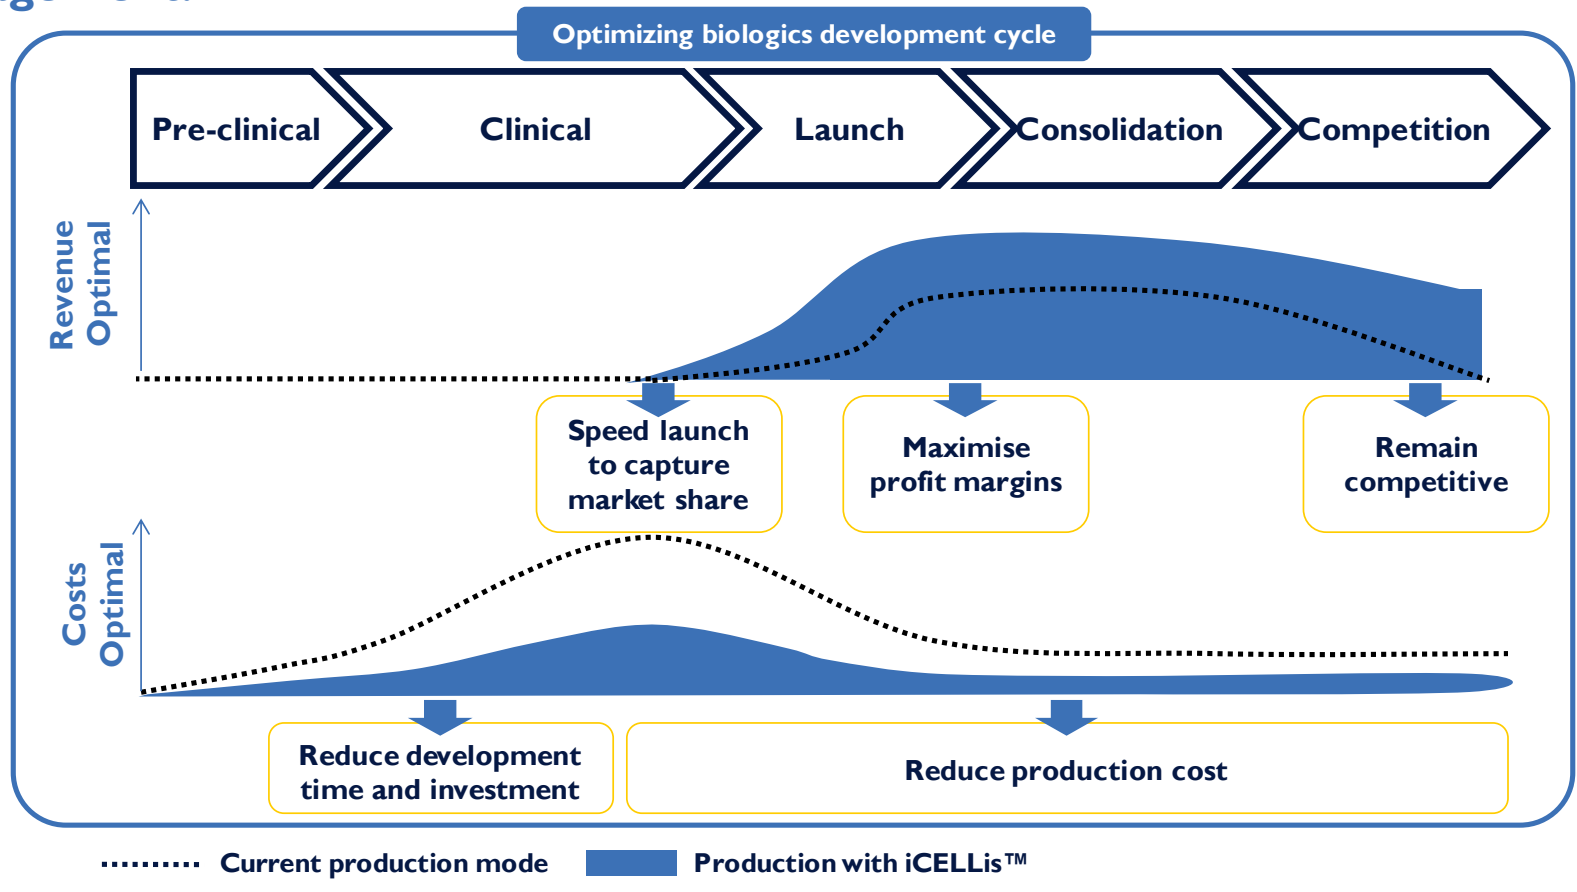 Optimizing biologics development cycle
Pre-clinical
Clinical
Launch
Consolidation
Competition
Revenue
Optimal
Speed launch
to capture
market share
Maximise
profit margins
Remain
competitive
Costs
Optimal
Reduce development
time and investment
Reduce production cost
Current production mode
Production with iCELLis™